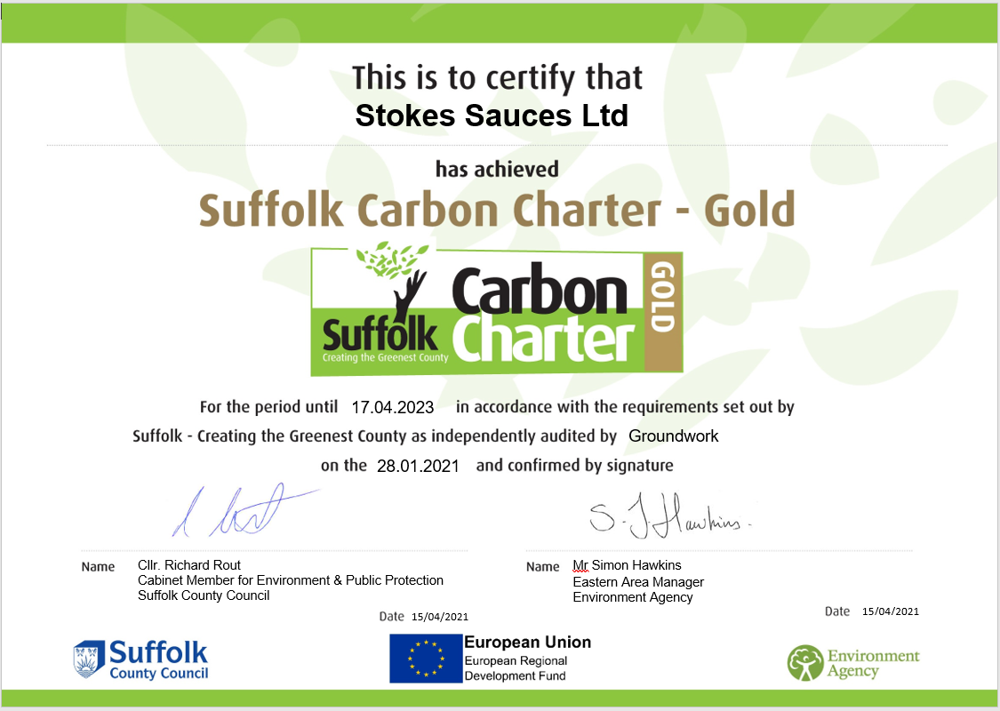 This is to certify that
Stokes Sauces Ltd
has achieved
Suffolk Carbon Charter - Gold
Suffolk
Creating the Greenest County
Carbon
Charter
GOLD
For the period until 17.04.2023 in accordance with the requirements set out by
Suffolk - Creating the Greenest County as independently audited by Groundwork
on the 28.01.2021 and confirmed by signature
S.J. Hawkins.
Name Cllr. Richard Rout
Cabinet Member for Environment & Public Protection
Suffolk County Council
Date 15/04/2021
Name Mr Simon Hawkins
Eastern Area Manager
Environment Agency
Date 15/04/2021
Suffolk
County Council
European Union
European Regional
Development Fund
Environment
Agency